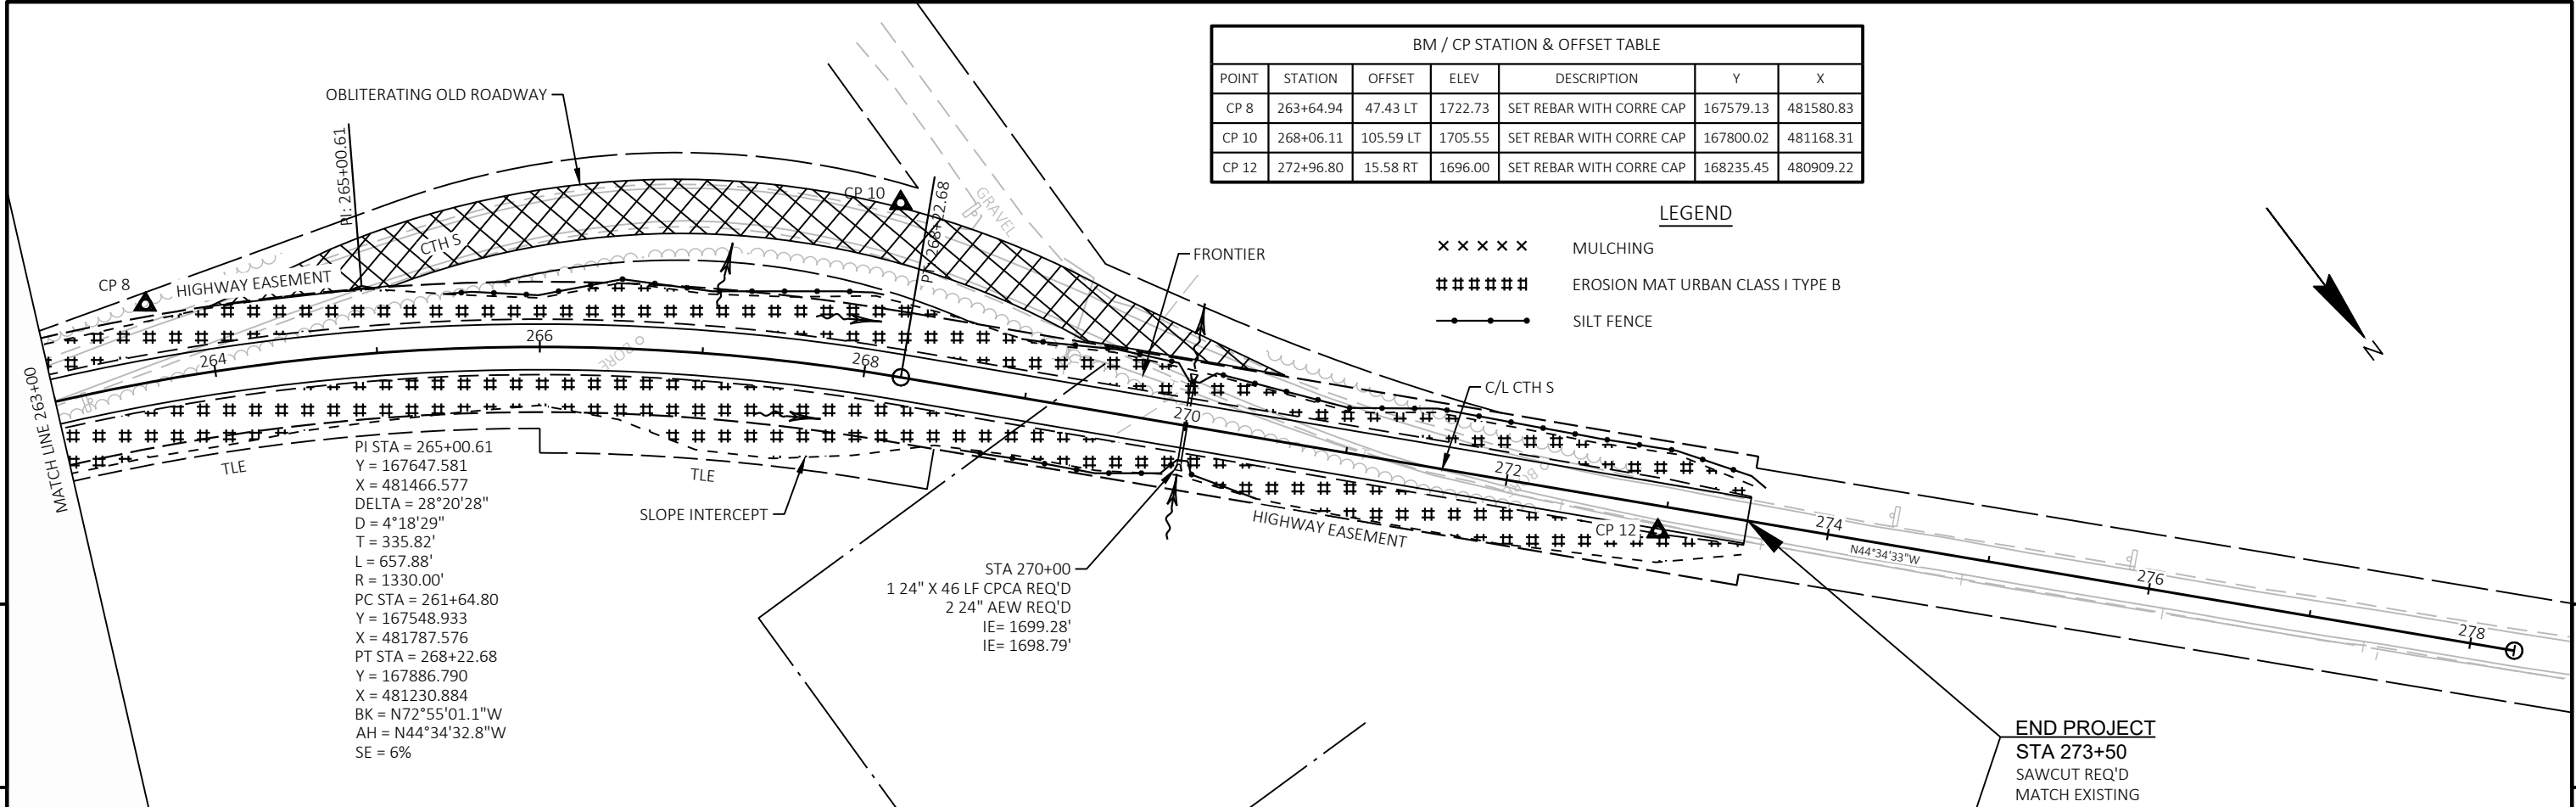 BM / CP STATION & OFFSET TABLE
POINT STATION OFFSET ELEV DESCRIPTION Y X
CP 8 263+64.94 47.43 LT 1722.73 SET REBAR WITH CORRE CAP 167579.13 481580.83
CP 10 268+06.11 105.59 LT 1705.55 SET REBAR WITH CORRE CAP 167800.02 481168.31
CP 12 272+96.80 15.58 RT 1696.00 SET REBAR WITH CORRE CAP 168235.45 480909.22
LEGEND
MULCHING
EROSION MAT URBAN CLASS I TYPE B
SILT FENCE
N
OBLITERATING OLD ROADWAY
PI: 265+00.61
CP 10
PT: 268+22.68
GRAVEL
CTH S
FRONTIER
CP 8
HIGHWAY EASEMENT
264
266
BORE
268
270
C/L CTH S
272
BORE
274
N44°34'33"W
276
278
MATCH LINE 263+00
TLE
TLE
SLOPE INTERCEPT
HIGHWAY EASEMENT
CP 12
PI STA = 265+00.61
Y = 167647.581
X = 481466.577
DELTA = 28°20'28"
D = 4°18'29"
T = 335.82'
L = 657.88'
R = 1330.00'
PC STA = 261+64.80
Y = 167548.933
X = 481787.576
PT STA = 268+22.68
Y = 167886.790
X = 481230.884
BK = N72°55'01.1"W
AH = N44°34'32.8"W
SE = 6%
STA 270+00
1 24" X 46 LF CPCA REQ'D
2 24" AEW REQ'D
IE= 1699.28'
IE= 1698.79'
END PROJECT
STA 273+50
SAWCUT REQ'D
MATCH EXISTING